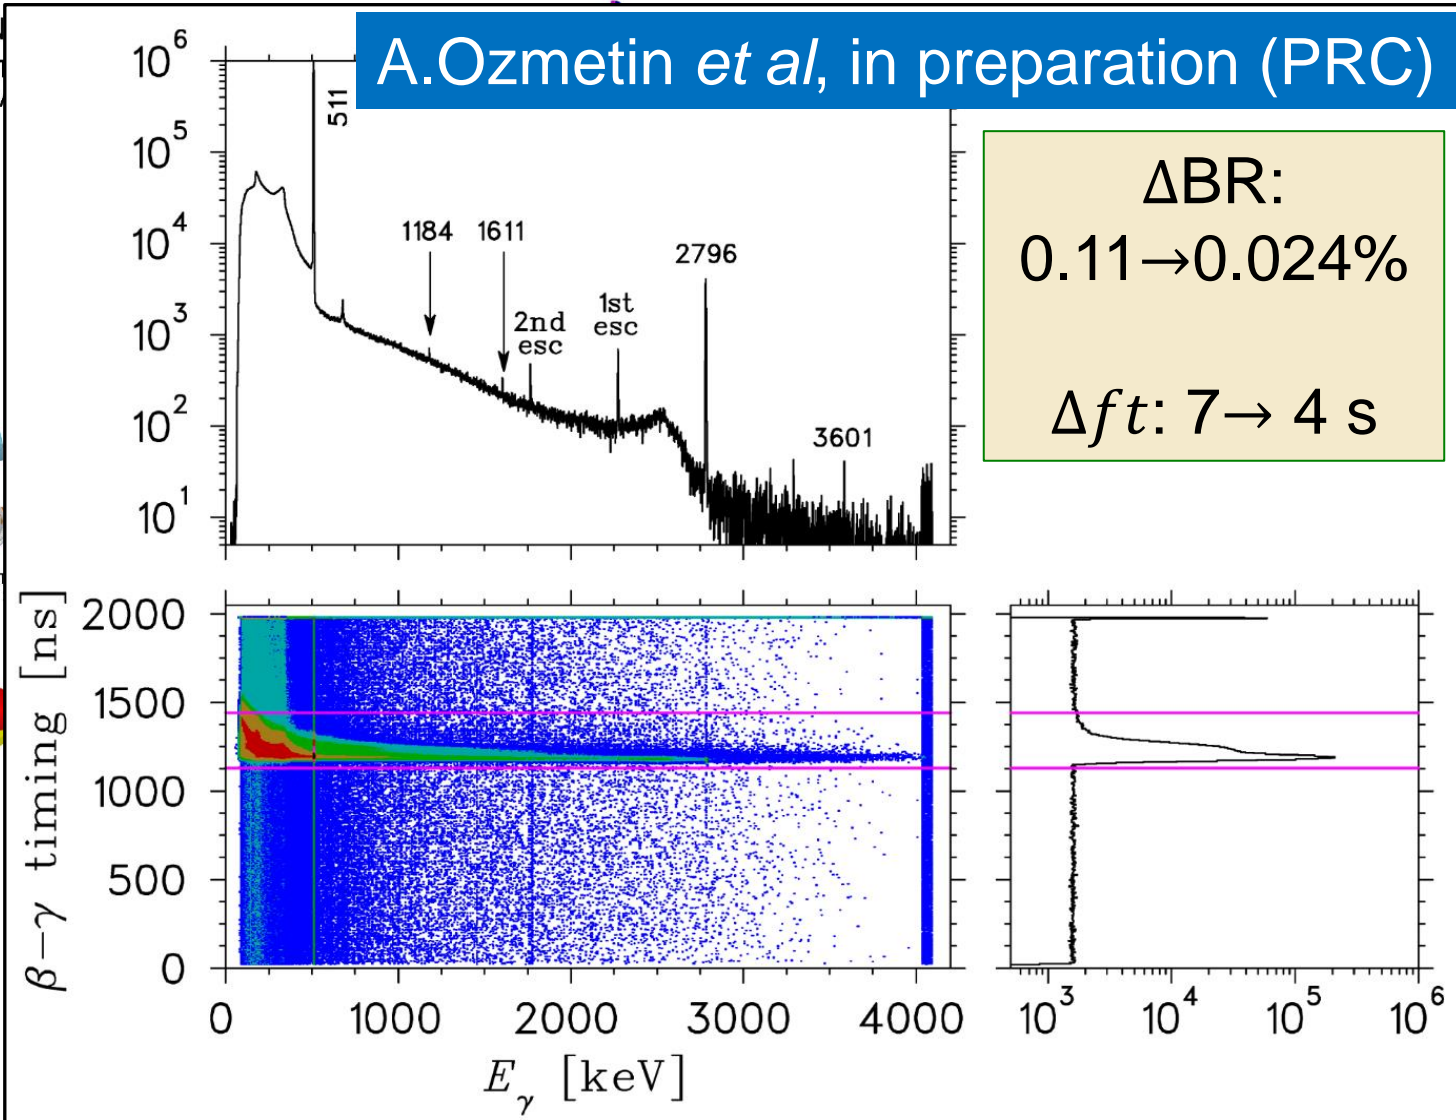 A.Ozmetin et al, in preparation (PRC)
10^6
10^5
10^4
10^3
10^2
10^1
511
1184
1611
2nd
esc
1st
esc
2796
3601
ΔBR:
0.11→0.024%
Δft: 7→ 4 s
β−γ timing [ns]
2000
1500
1000
500
0
0 1000 2000 3000 4000
E_γ [keV]
10^3 10^4 10^5 10^6